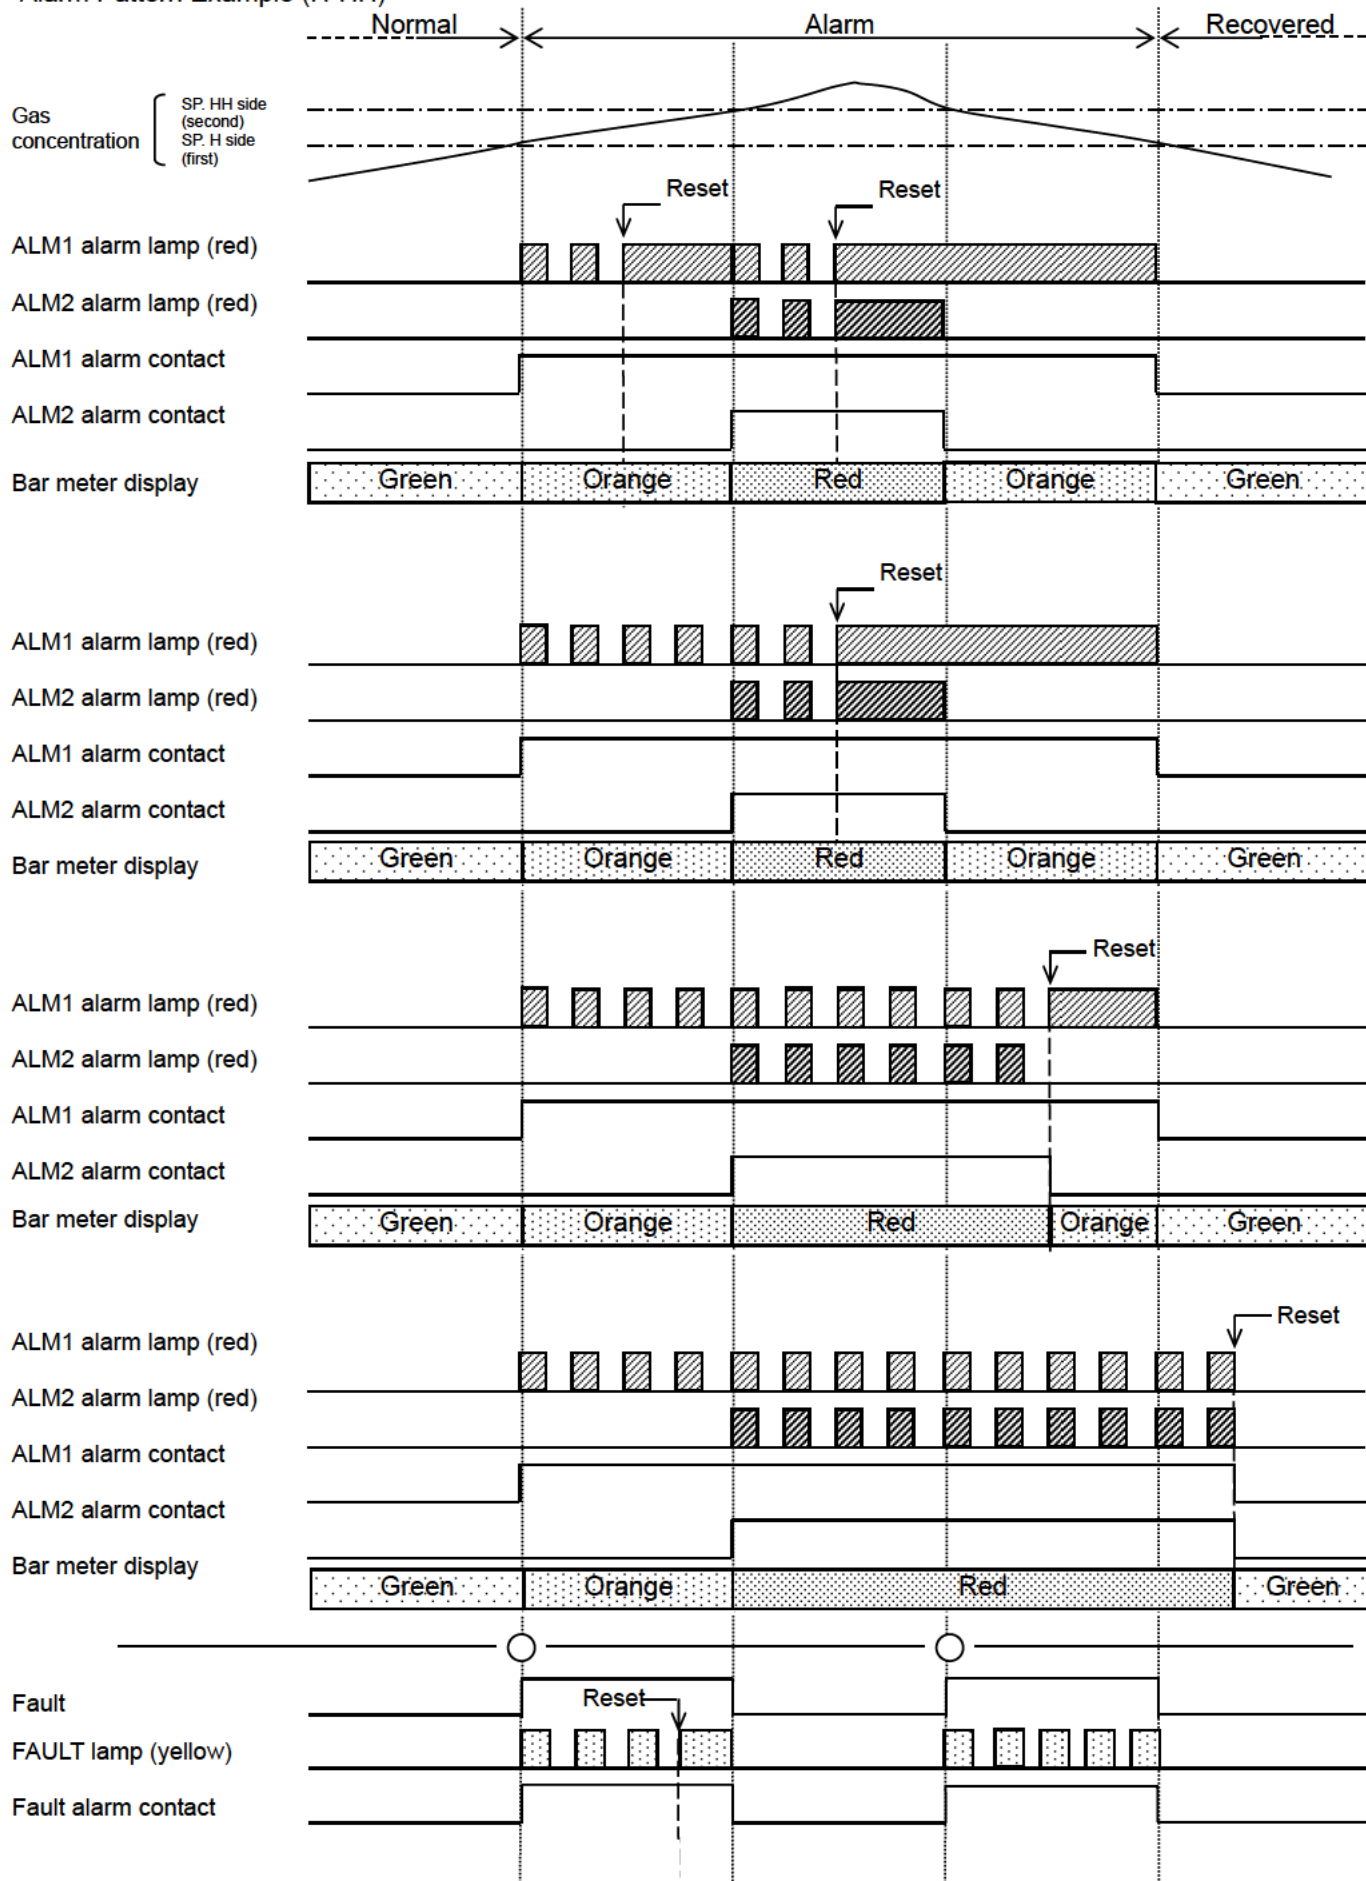 Alarm Pattern Example (H-HH)
Normal Alarm Recovered
Gas concentration
SP. HH side
(second)
SP. H side
(first)
Reset Reset
ALM1 alarm lamp (red)
ALM2 alarm lamp (red)
ALM1 alarm contact
ALM2 alarm contact
Bar meter display Green Orange Red Orange Green
Reset
ALM1 alarm lamp (red)
ALM2 alarm lamp (red)
ALM1 alarm contact
ALM2 alarm contact
Bar meter display Green Orange Red Orange Green
Reset
ALM1 alarm lamp (red)
ALM2 alarm lamp (red)
ALM1 alarm contact
ALM2 alarm contact
Bar meter display Green Orange Red Orange Green
Reset
ALM1 alarm lamp (red)
ALM2 alarm lamp (red)
ALM1 alarm contact
ALM2 alarm contact
Bar meter display Green Orange Red Green
Fault Reset
FAULT lamp (yellow)
Fault alarm contact